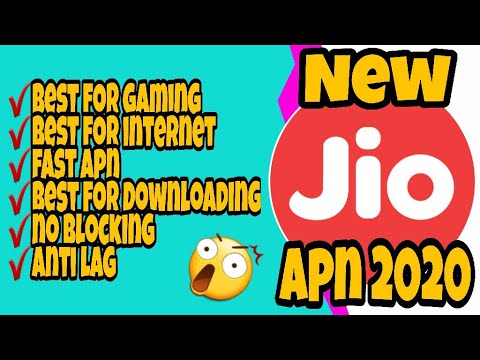 Best for gaming
Best for internet
Fast apn
Best for downloading
no blocking
Anti lag
New
Jio
Apn 2020